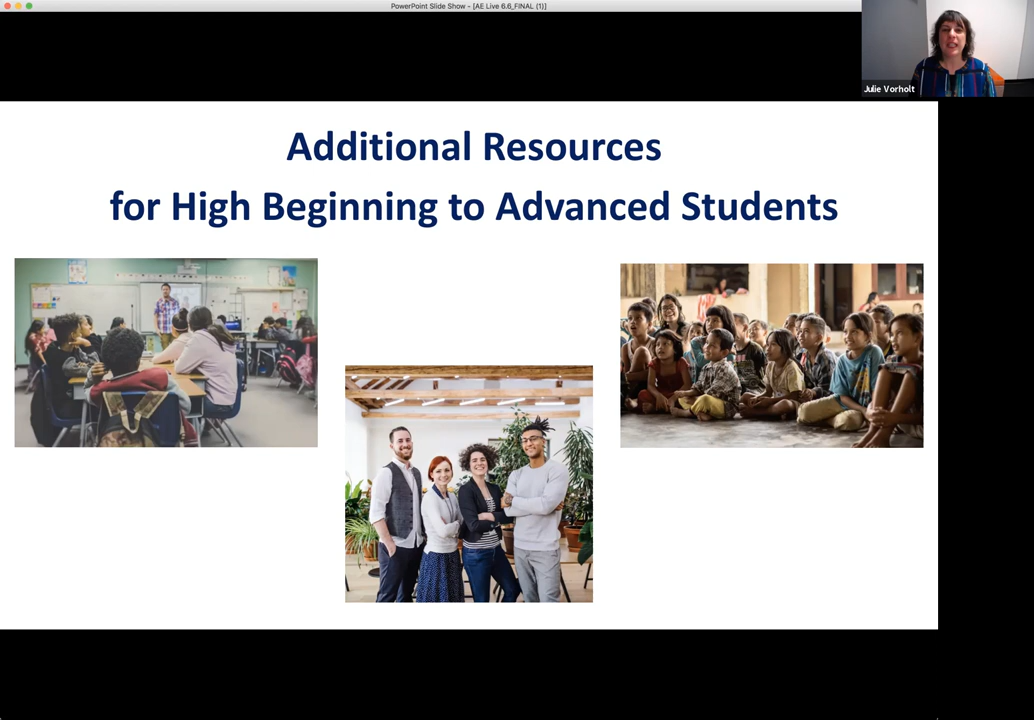 PowerPoint Slide Show - [AE Live 6.6_FINAL (1)]
Julie Vorholt
Additional Resources
for High Beginning to Advanced Students